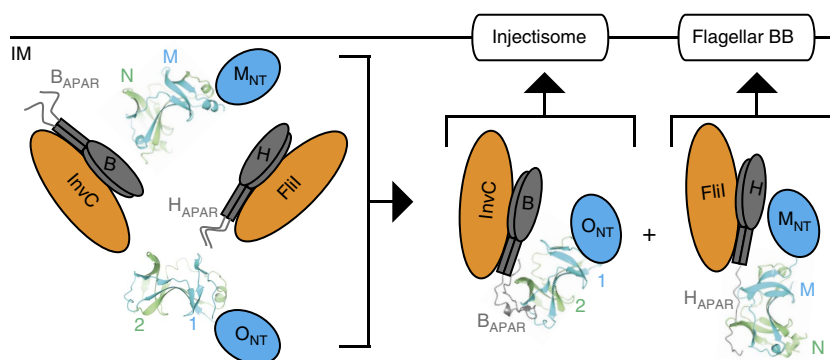 Injectisome
Flagellar BB
IM
BAPAR
N
M
MNT
B
InvC
H
FliI
HAPAR
2
1
ONT
InvC
B
ONT
1
2
BAPAR
+
FliI
H
MNT
HAPAR
M
N